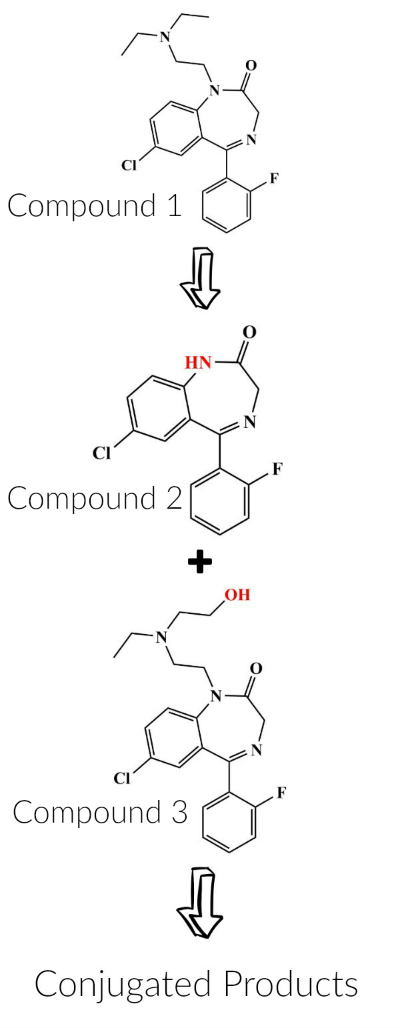 N
O
N
N
Cl
F
Compound 1
O
HN
N
Cl
F
Compound 2
+
OH
N
O
N
N
Cl
F
Compound 3
Conjugated Products